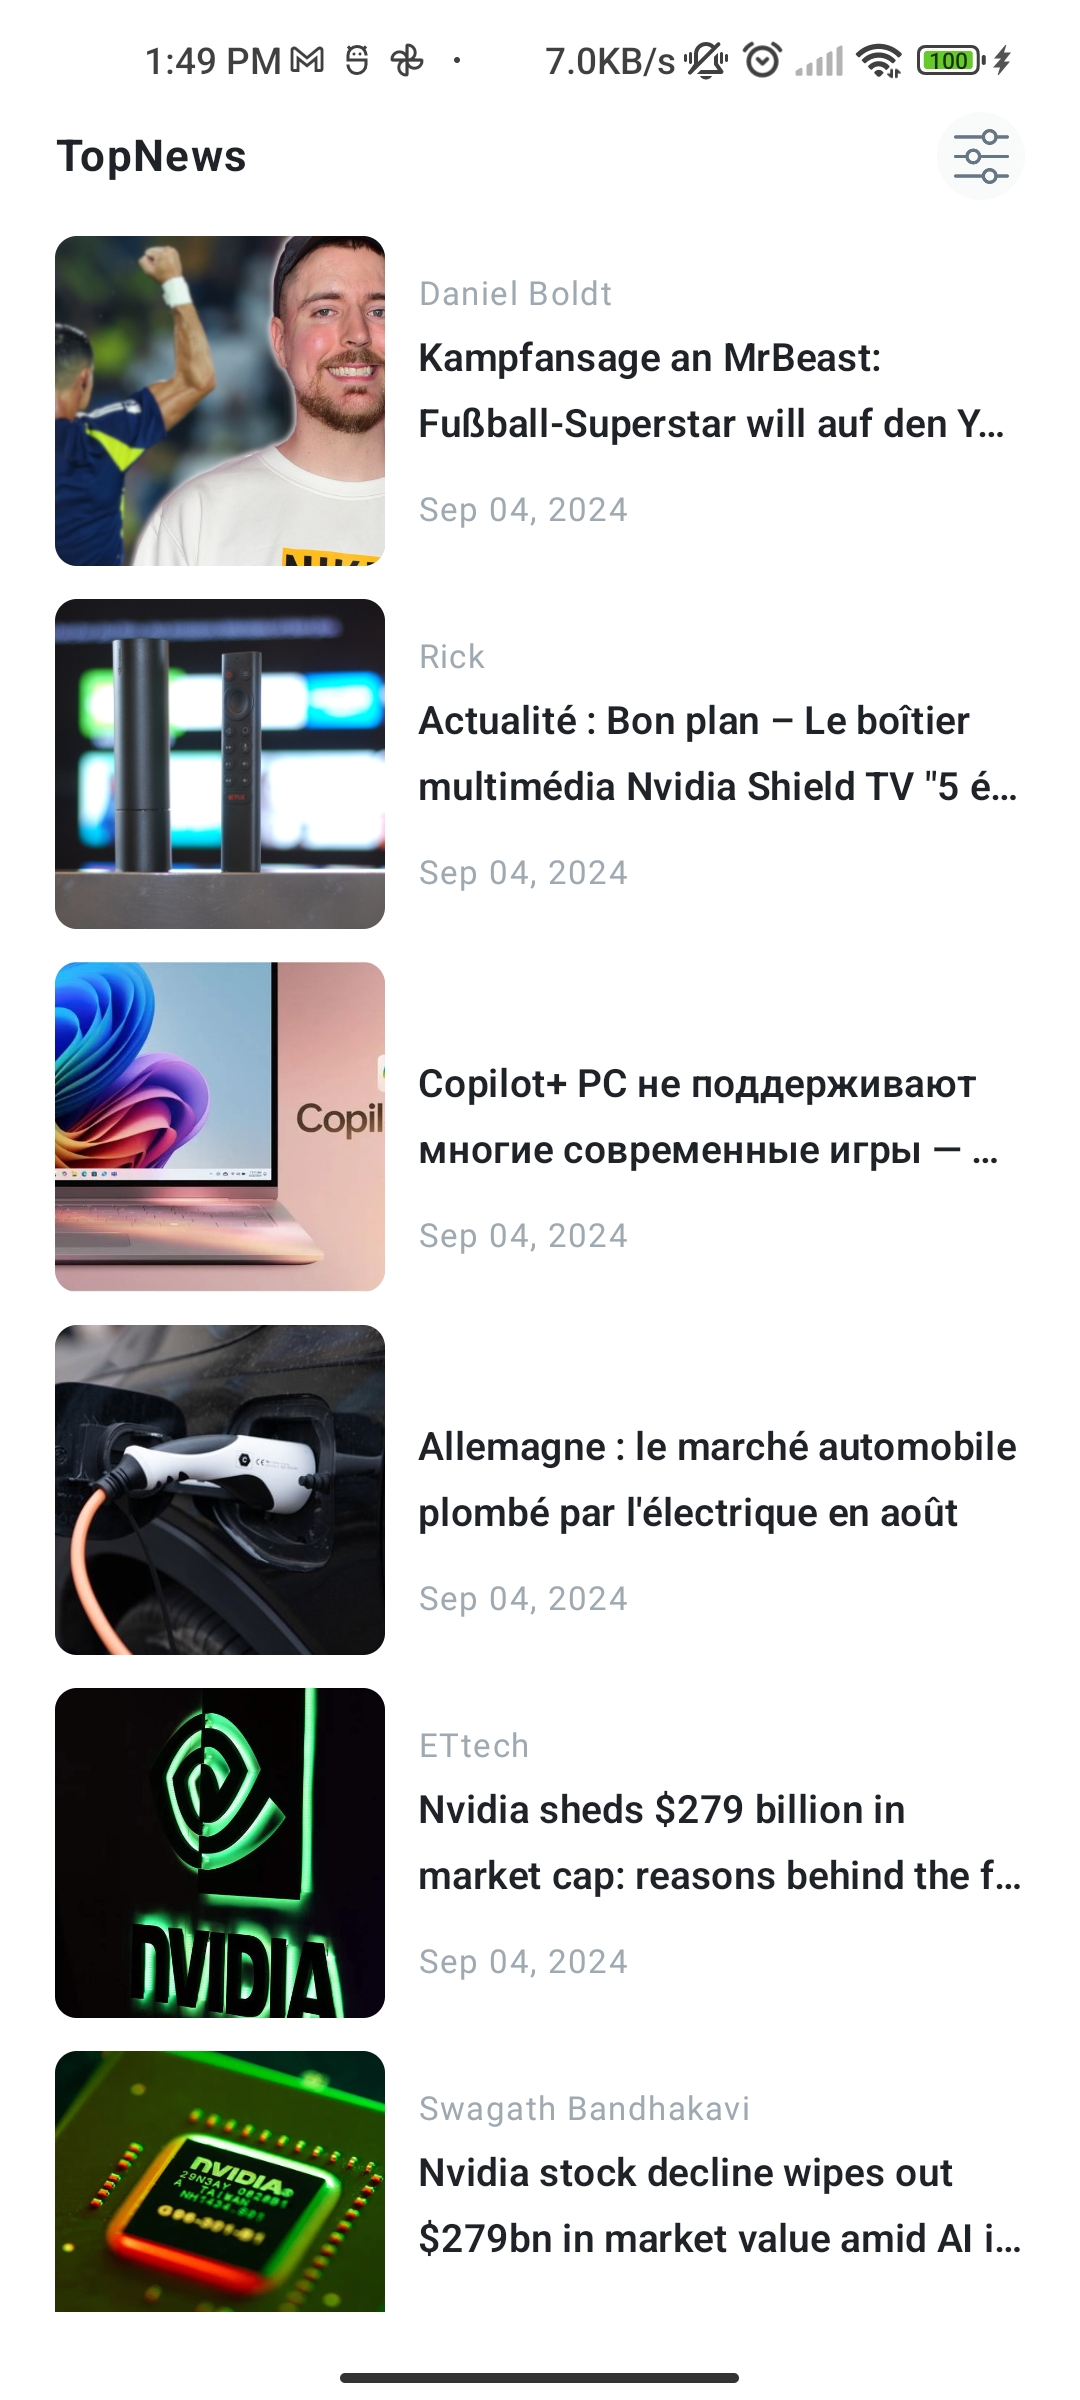 1:49 PM
7.0KB/s
100
TopNews
NIKE
Daniel Boldt
Kampfansage an MrBeast:
Fußball-Superstar will auf den Y...
Sep 04, 2024
Rick
Actualité : Bon plan – Le boîtier
multimédia Nvidia Shield TV "5 é...
Sep 04, 2024
Copil
Copilot+ PC не поддерживают
многие современные игры — ...
Sep 04, 2024
Allemagne : le marché automobile
plombé par l'électrique en août
Sep 04, 2024
NVIDIA
ETtech
Nvidia sheds $279 billion in
market cap: reasons behind the f...
Sep 04, 2024
NVIDIA
TAIWAN
Swagath Bandhakavi
Nvidia stock decline wipes out
$279bn in market value amid AI i...